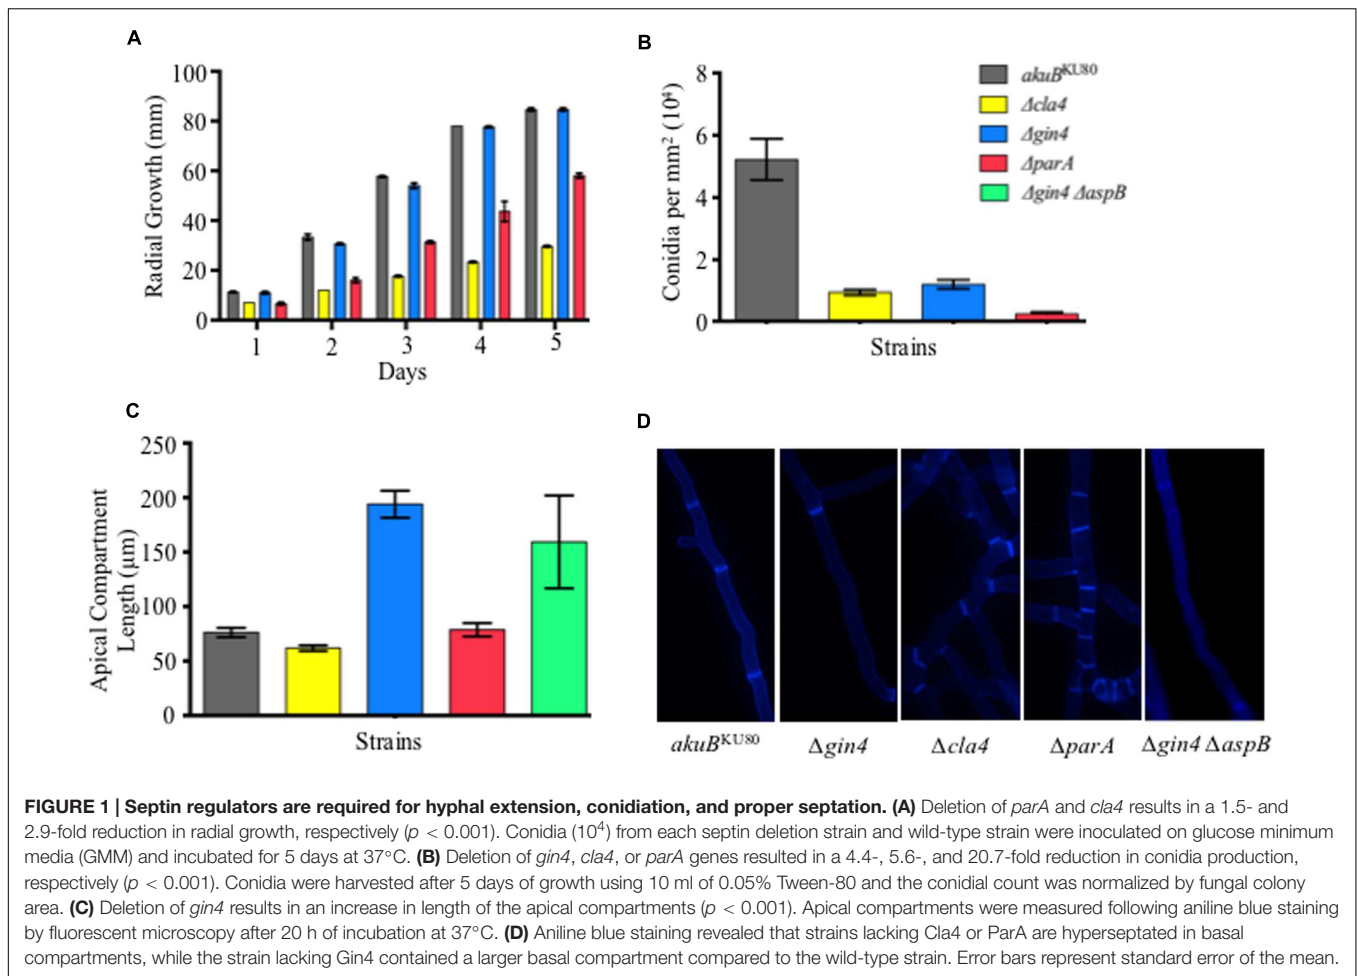 A
100
80
60
40
20
0
Radial Growth (mm)
1 2 3 4 5
Days
B
8
6
4
2
0
Conidia per mm² (10⁴)
Strains
akuBᴷᵁ⁸⁰
Δcla4
Δgin4
ΔparA
Δgin4 ΔaspB
C
250
200
150
100
50
0
Apical Compartment
Length (μm)
Strains
D
akuBᴷᵁ⁸⁰ Δgin4 Δcla4 ΔparA Δgin4 ΔaspB
FIGURE 1 | Septin regulators are required for hyphal extension, conidiation, and proper septation. (A) Deletion of parA and cla4 results in a 1.5- and
2.9-fold reduction in radial growth, respectively (p < 0.001). Conidia (10⁴) from each septin deletion strain and wild-type strain were inoculated on glucose minimum
media (GMM) and incubated for 5 days at 37°C. (B) Deletion of gin4, cla4, or parA genes resulted in a 4.4-, 5.6-, and 20.7-fold reduction in conidia production,
respectively (p < 0.001). Conidia were harvested after 5 days of growth using 10 ml of 0.05% Tween-80 and the conidial count was normalized by fungal colony
area. (C) Deletion of gin4 results in an increase in length of the apical compartments (p < 0.001). Apical compartments were measured following aniline blue staining
by fluorescent microscopy after 20 h of incubation at 37°C. (D) Aniline blue staining revealed that strains lacking Cla4 or ParA are hyperseptated in basal
compartments, while the strain lacking Gin4 contained a larger basal compartment compared to the wild-type strain. Error bars represent standard error of the mean.